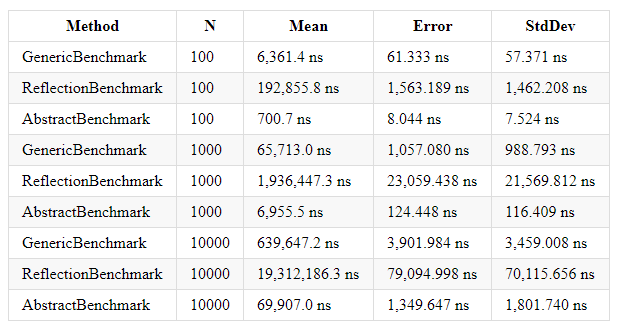 Method N Mean Error StdDev
GenericBenchmark 100 6,361.4 ns 61.333 ns 57.371 ns
ReflectionBenchmark 100 192,855.8 ns 1,563.189 ns 1,462.208 ns
AbstractBenchmark 100 700.7 ns 8.044 ns 7.524 ns
GenericBenchmark 1000 65,713.0 ns 1,057.080 ns 988.793 ns
ReflectionBenchmark 1000 1,936,447.3 ns 23,059.438 ns 21,569.812 ns
AbstractBenchmark 1000 6,955.5 ns 124.448 ns 116.409 ns
GenericBenchmark 10000 639,647.2 ns 3,901.984 ns 3,459.008 ns
ReflectionBenchmark 10000 19,312,186.3 ns 79,094.998 ns 70,115.656 ns
AbstractBenchmark 10000 69,907.0 ns 1,349.647 ns 1,801.740 ns